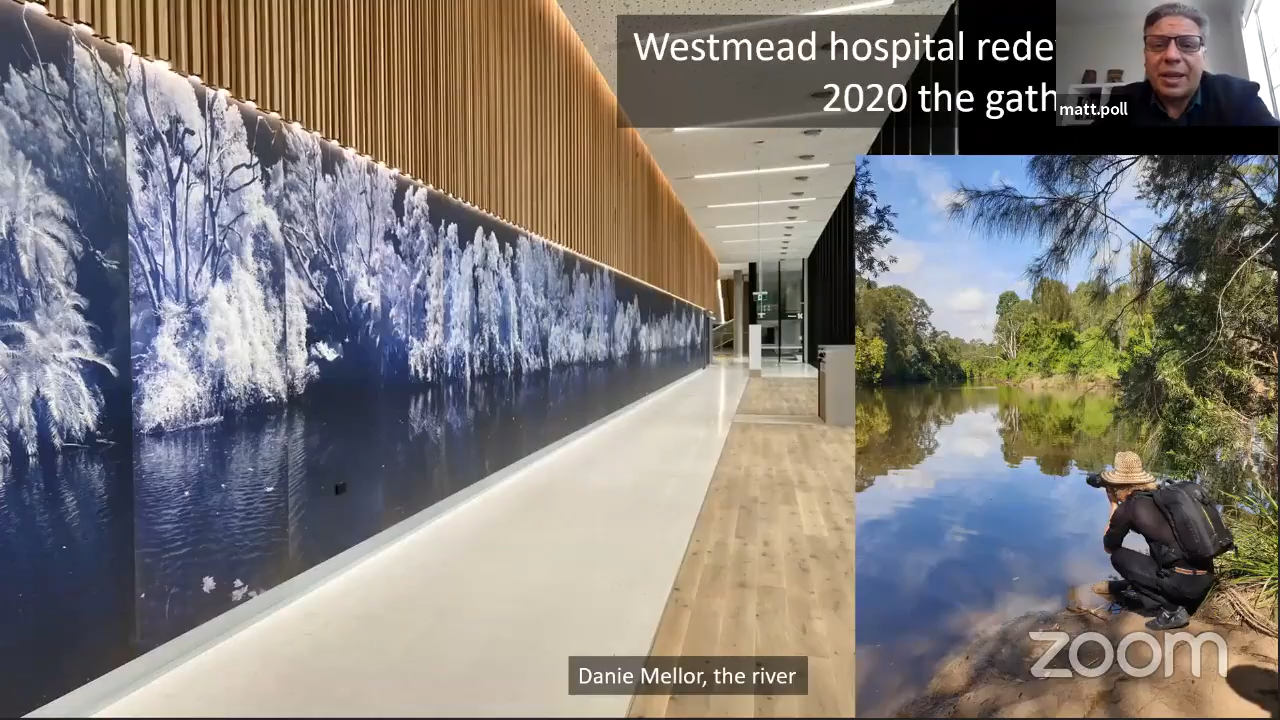 Westmead hospital rede
2020 the gath
matt.poll
Danie Mellor, the river
zoom